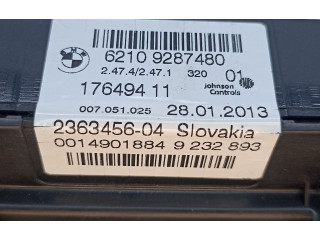 6210 9287480
2.47.4/2.47.1 320 01
17649411 Johnson Controls
007.051.025 28.01.2013
2363456-04 Slovakia
0014901884 9 232 893